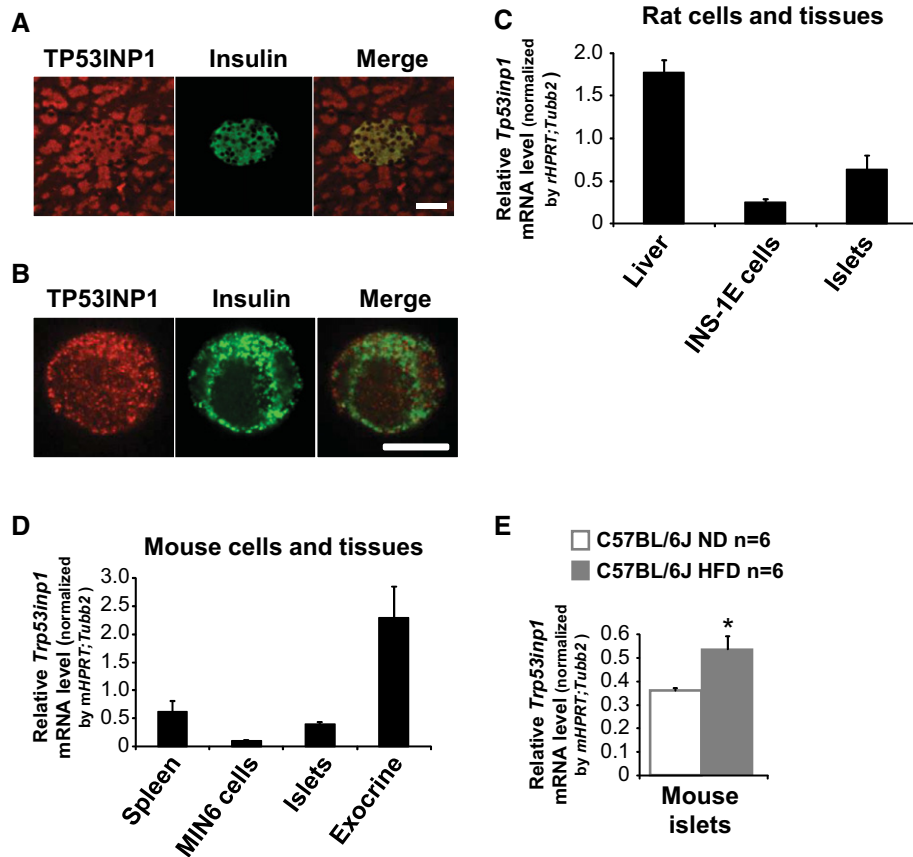 A
TP53INP1 Insulin Merge
B
TP53INP1 Insulin Merge
C
Rat cells and tissues
Relative Tp53inp1
mRNA level (normalized
by rHPRT;Tubb2)
2.0
1.5
1.0
0.5
0
Liver
INS-1E cells
Islets
D
Mouse cells and tissues
Relative Trp53inp1
mRNA level (normalized
by mHPRT;Tubb2)
3.0
2.5
2.0
1.5
1.0
0.5
0
Spleen
MIN6 cells
Islets
Exocrine
E
C57BL/6J ND n=6
C57BL/6J HFD n=6
Relative Trp53inp1
mRNA level (normalized
by mHPRT;Tubb2)
0.6
0.5
0.4
0.3
0.2
0.1
0
*
Mouse
islets